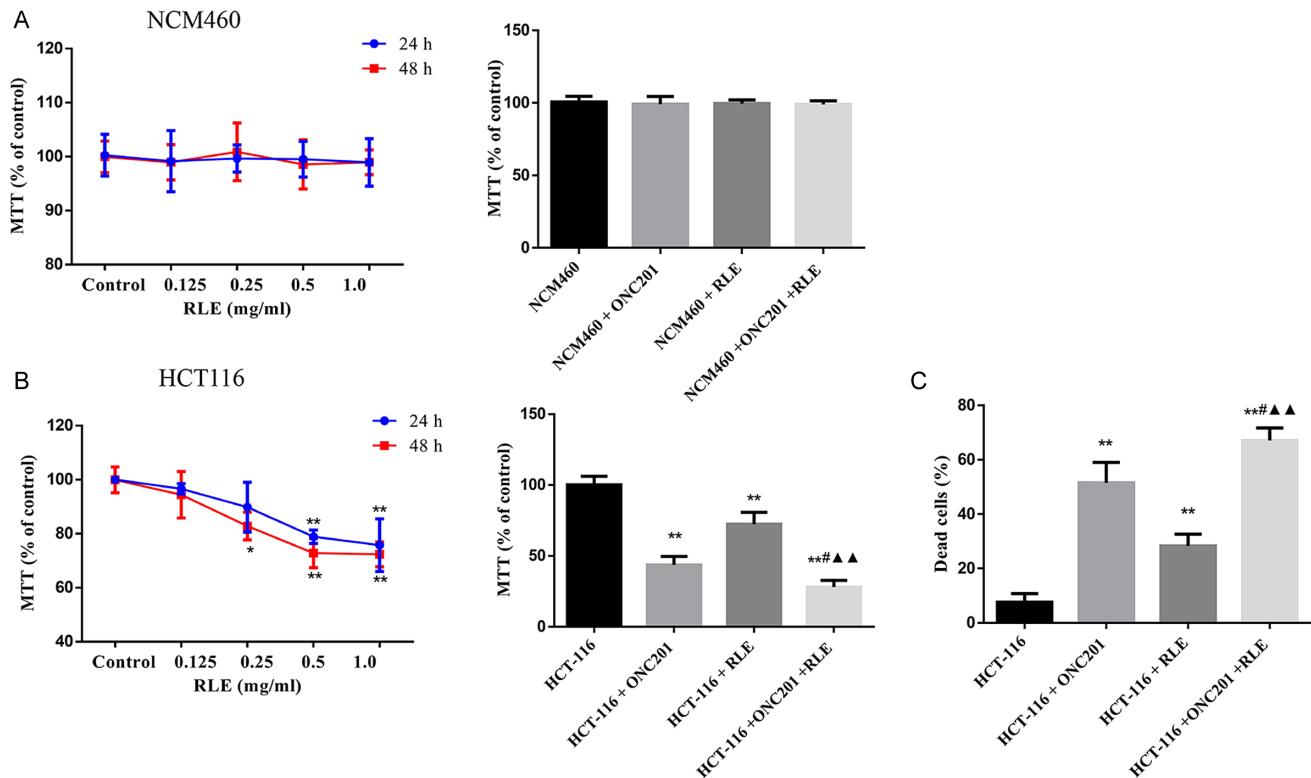 A
NCM460
MTT (% of control)
120
110
100
90
80
24 h
48 h
Control 0.125 0.25 0.5 1.0
RLE (mg/ml)
MTT (% of control)
150
100
50
0
NCM460
NCM460 + ONC201
NCM460 + RLE
NCM460 +ONC201 +RLE
B
HCT116
MTT (% of control)
120
100
80
60
40
24 h
48 h
*
**
**
**
**
Control 0.125 0.25 0.5 1.0
RLE (mg/ml)
MTT (% of control)
150
100
50
0
**
**
**#▲▲
HCT-116
HCT-116 + ONC201
HCT-116 + RLE
HCT-116 +ONC201 +RLE
C
Dead cells (%)
80
60
40
20
0
**
**
**#▲▲
HCT-116
HCT-116 + ONC201
HCT-116 + RLE
HCT-116 +ONC201 +RLE